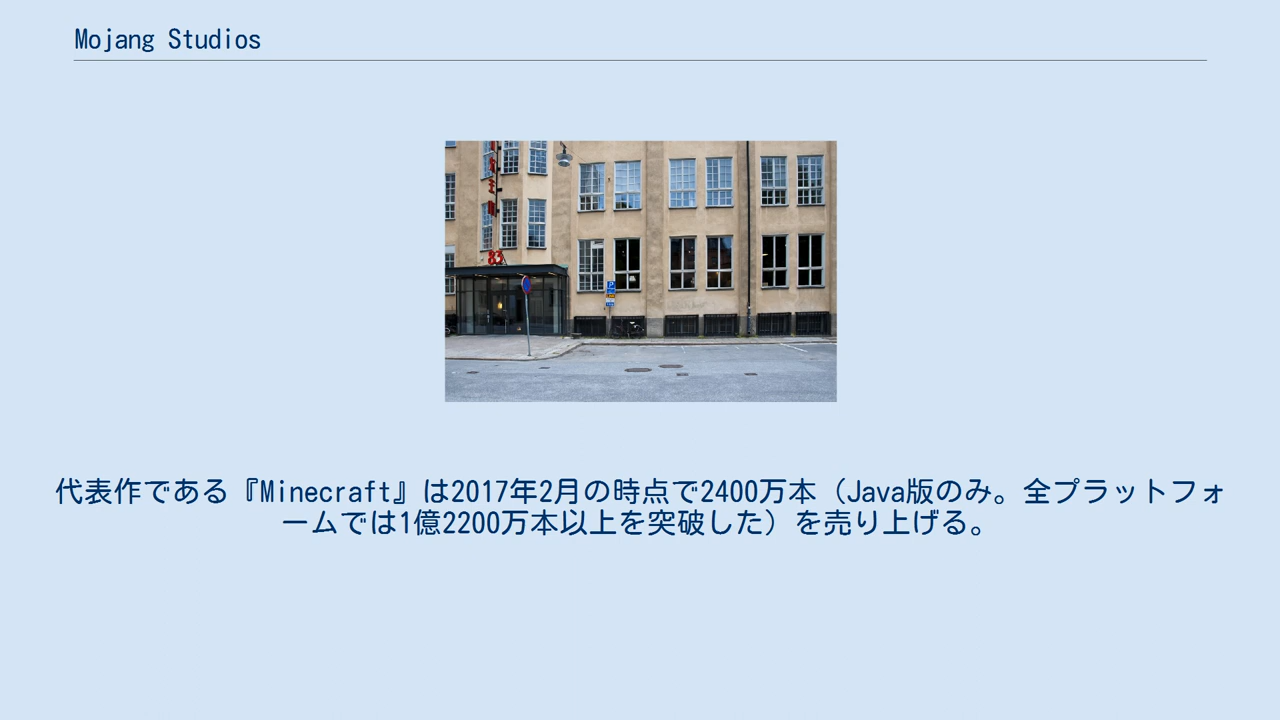 Mojang Studios
代表作である『Minecraft』は2017年2月の時点で2400万本（Java版のみ。全プラットフォ
ームでは1億2200万本以上を突破した）を売り上げる。